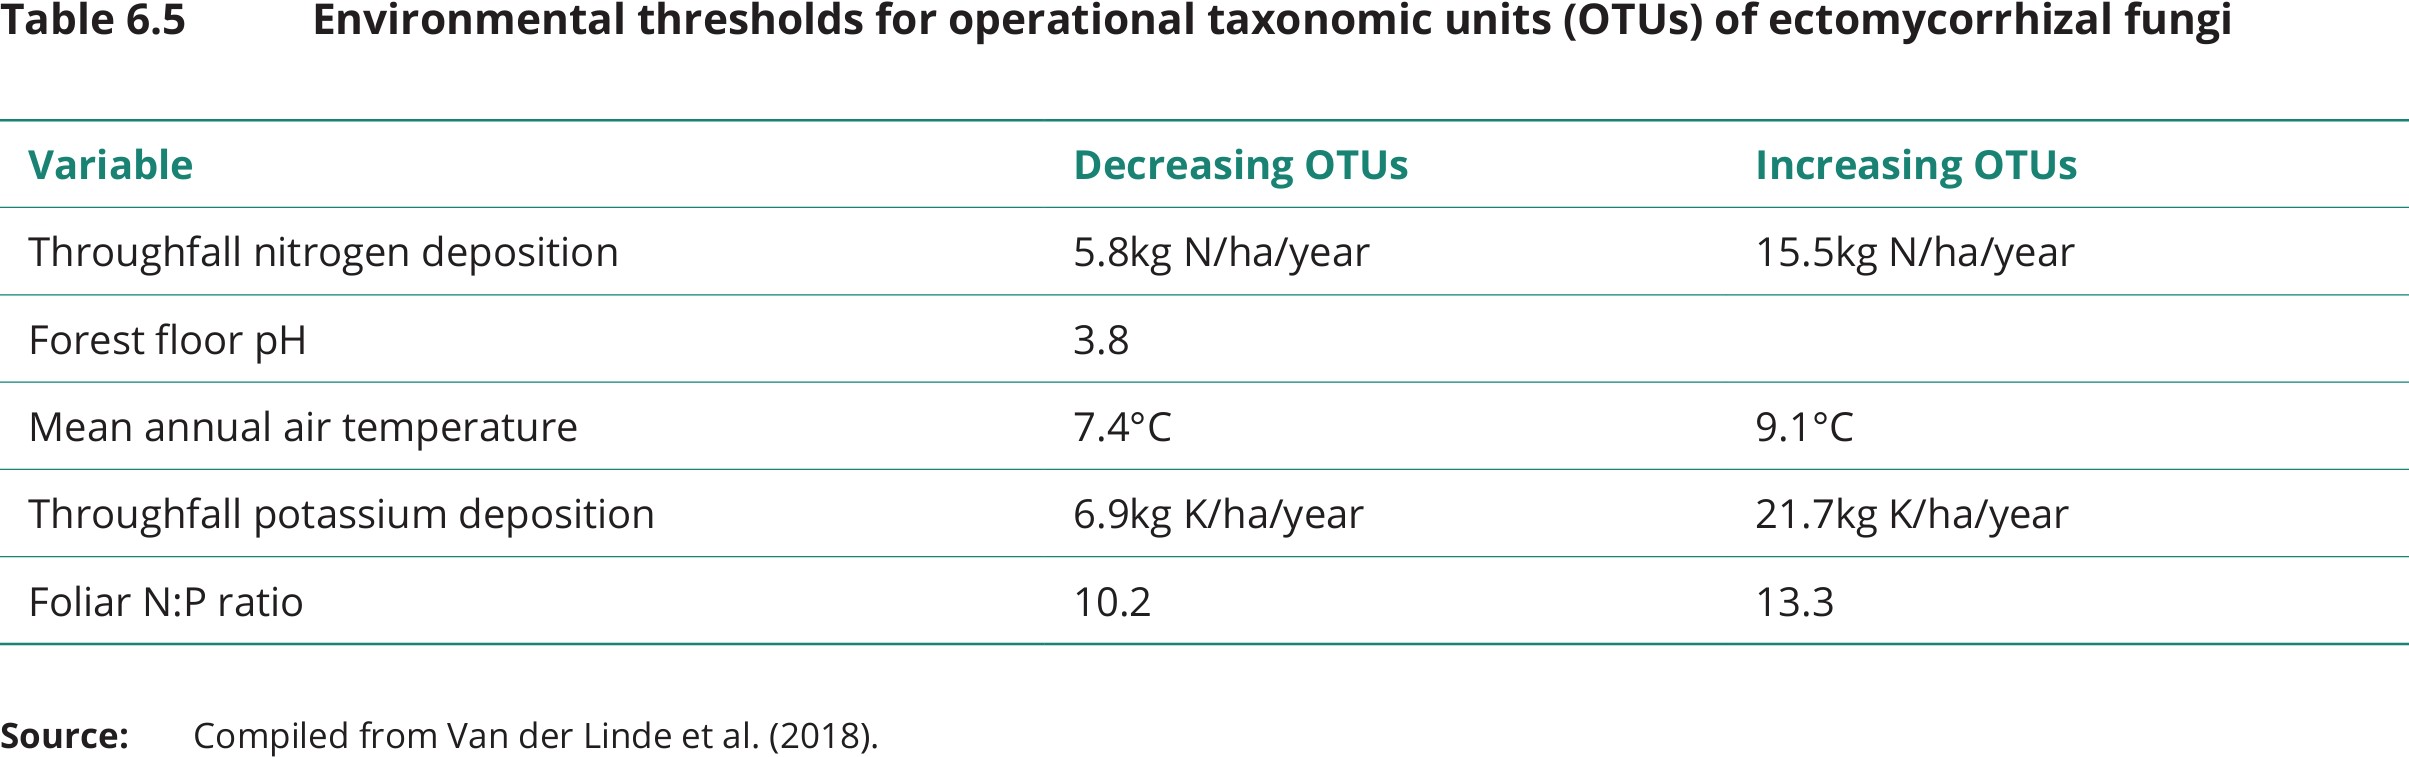 Table 6.5 Environmental thresholds for operational taxonomic units (OTUs) of ectomycorrhizal fungi
Variable Decreasing OTUs Increasing OTUs
Throughfall nitrogen deposition 5.8kg N/ha/year 15.5kg N/ha/year
Forest floor pH 3.8
Mean annual air temperature 7.4°C 9.1°C
Throughfall potassium deposition 6.9kg K/ha/year 21.7kg K/ha/year
Foliar N:P ratio 10.2 13.3
Source: Compiled from Van der Linde et al. (2018).